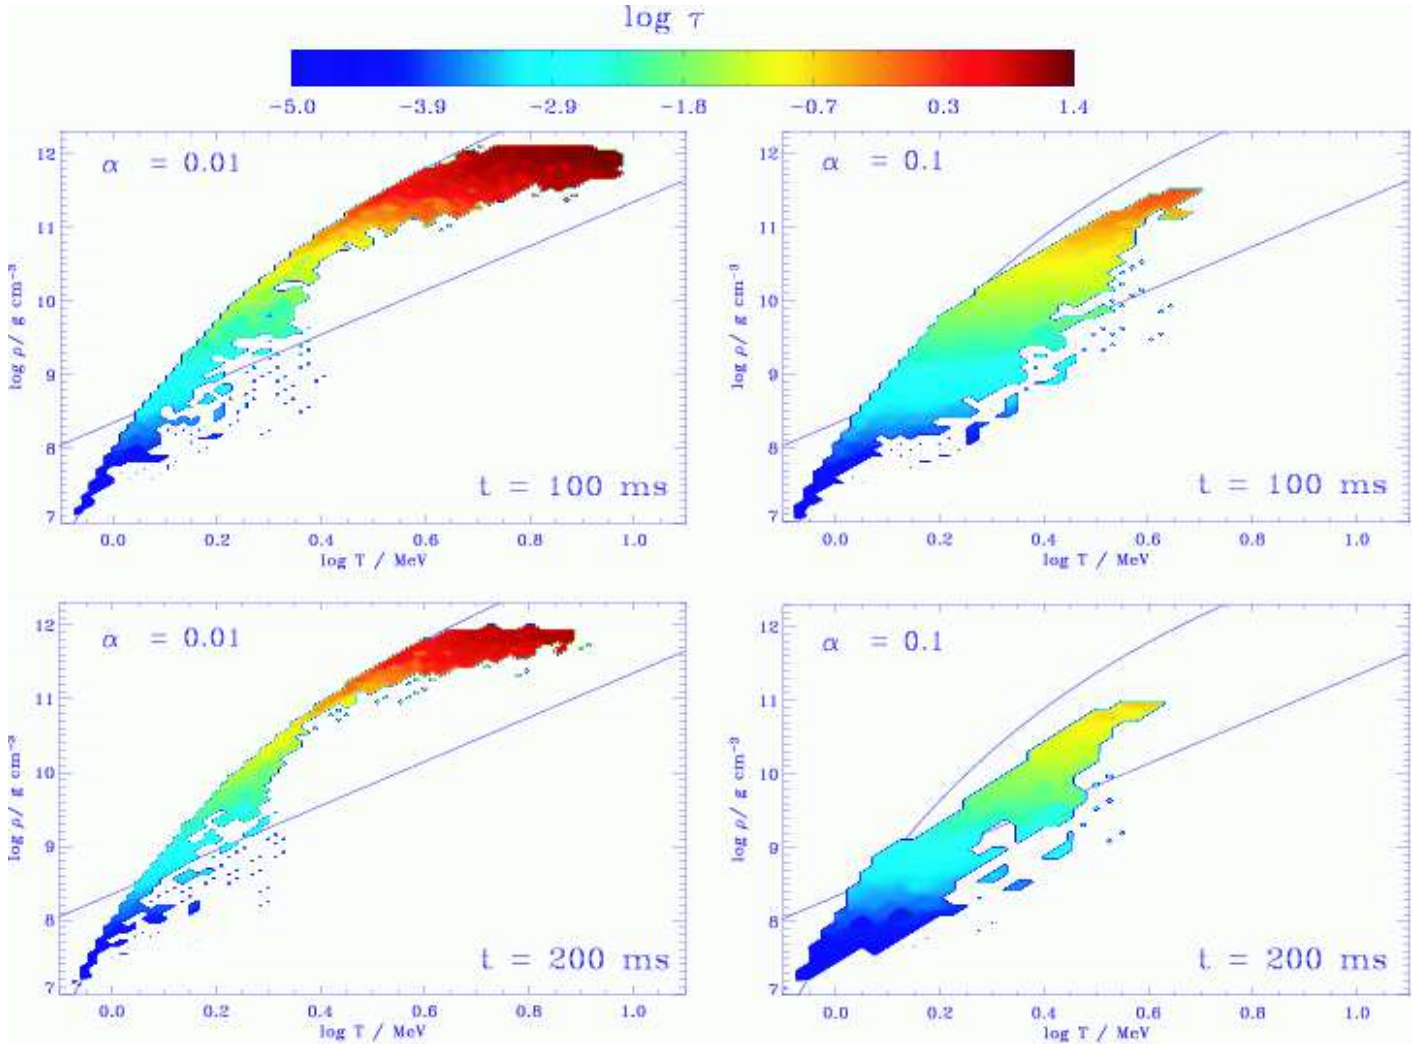 log τ
−5.0 −3.9 −2.9 −1.8 −0.7 0.3 1.4
α = 0.01
t = 100 ms
log ρ/ g cm⁻³
12
11
10
9
8
7
0.0 0.2 0.4 0.6 0.8 1.0
log T / MeV
α = 0.1
t = 100 ms
log ρ/ g cm⁻³
12
11
10
9
8
7
0.0 0.2 0.4 0.6 0.8 1.0
log T / MeV
α = 0.01
t = 200 ms
log ρ/ g cm⁻³
12
11
10
9
8
7
0.0 0.2 0.4 0.6 0.8 1.0
log T / MeV
α = 0.1
t = 200 ms
log ρ/ g cm⁻³
12
11
10
9
8
7
0.0 0.2 0.4 0.6 0.8 1.0
log T / MeV